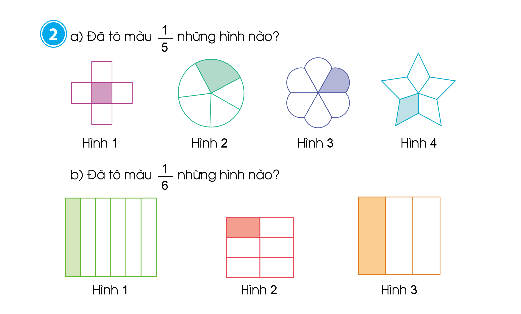 2 a) Đã tô màu 1/5 những hình nào?
Hình 1 Hình 2 Hình 3 Hình 4
b) Đã tô màu 1/6 những hình nào?
Hình 1 Hình 2 Hình 3